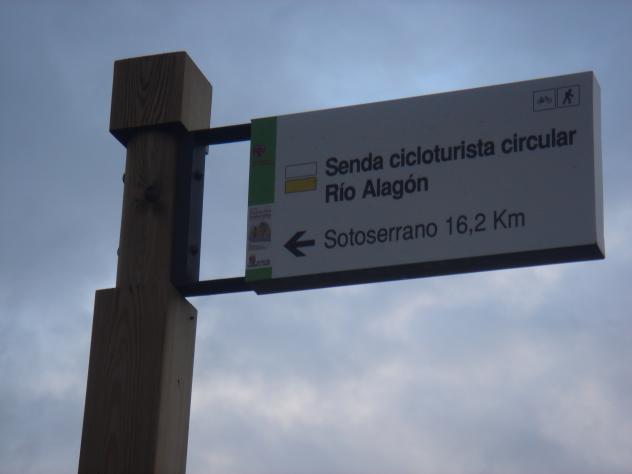 Senda cicloturista circular
Río Alagón
Sotoserrano 16,2 Km